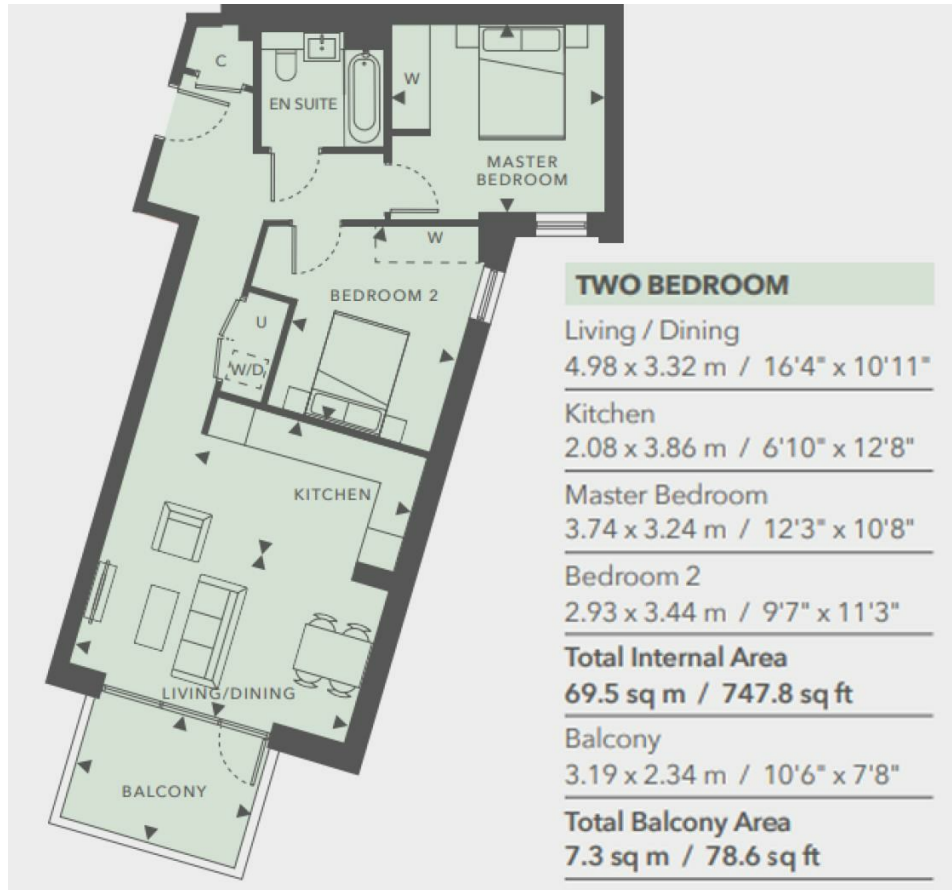 C
EN SUITE
W
MASTER
BEDROOM
W
BEDROOM 2
U
W/D
KITCHEN
LIVING/DINING
BALCONY
TWO BEDROOM
Living / Dining
4.98 x 3.32 m / 16'4" x 10'11"
Kitchen
2.08 x 3.86 m / 6'10" x 12'8"
Master Bedroom
3.74 x 3.24 m / 12'3" x 10'8"
Bedroom 2
2.93 x 3.44 m / 9'7" x 11'3"
Total Internal Area
69.5 sq m / 747.8 sq ft
Balcony
3.19 x 2.34 m / 10'6" x 7'8"
Total Balcony Area
7.3 sq m / 78.6 sq ft